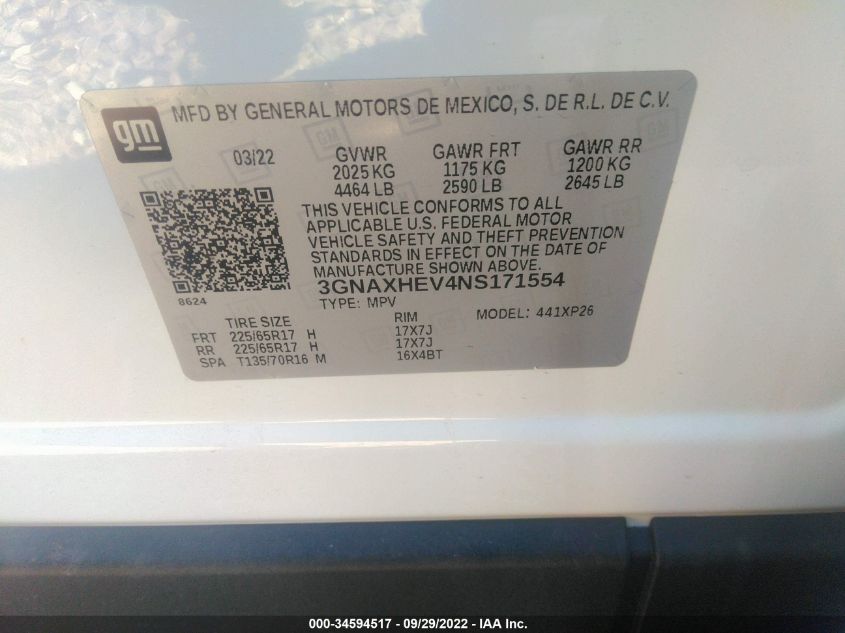 gm
MFD BY GENERAL MOTORS DE MEXICO, S. DE R.L. DE C.V.
03/22
GVWR
2025 KG
4464 LB
GAWR FRT
1175 KG
2590 LB
GAWR RR
1200 KG
2645 LB
THIS VEHICLE CONFORMS TO ALL
APPLICABLE U.S. FEDERAL MOTOR
VEHICLE SAFETY AND THEFT PREVENTION
STANDARDS IN EFFECT ON THE DATE OF
MANUFACTURE SHOWN ABOVE.
8624
3GNAXHEV4NS171554
TYPE: MPV
MODEL: 441XP26
TIRE SIZE RIM
FRT 225/65R17 H 17X7J
RR 225/65R17 H 17X7J
SPA T135/70R16 M 16X4BT
000-34594517 - 09/29/2022 - IAA Inc.